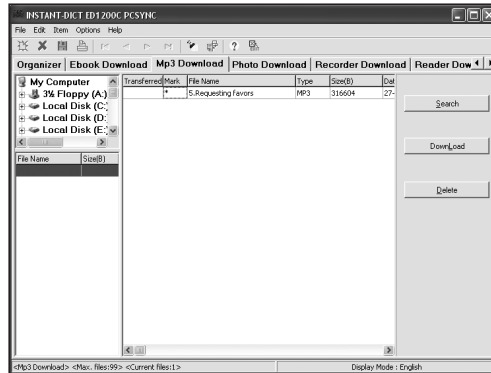 INSTANT-DICT ED1200C PCSYNC
File Edit Item Options Help
Organizer Ebook Download Mp3 Download Photo Download Recorder Download Reader Dow
My Computer
3½ Floppy (A:)
Local Disk (C:)
Local Disk (D:
Local Disk (E:)
File Name Size(B)
Transferred Mark File Name Type Size(B) Dat
* 5.Requesting favors MP3 316604 27-
Search
DownLoad
Delete
<Mp3 Download> <Max. files:99> <Current files:1> Display Mode : English